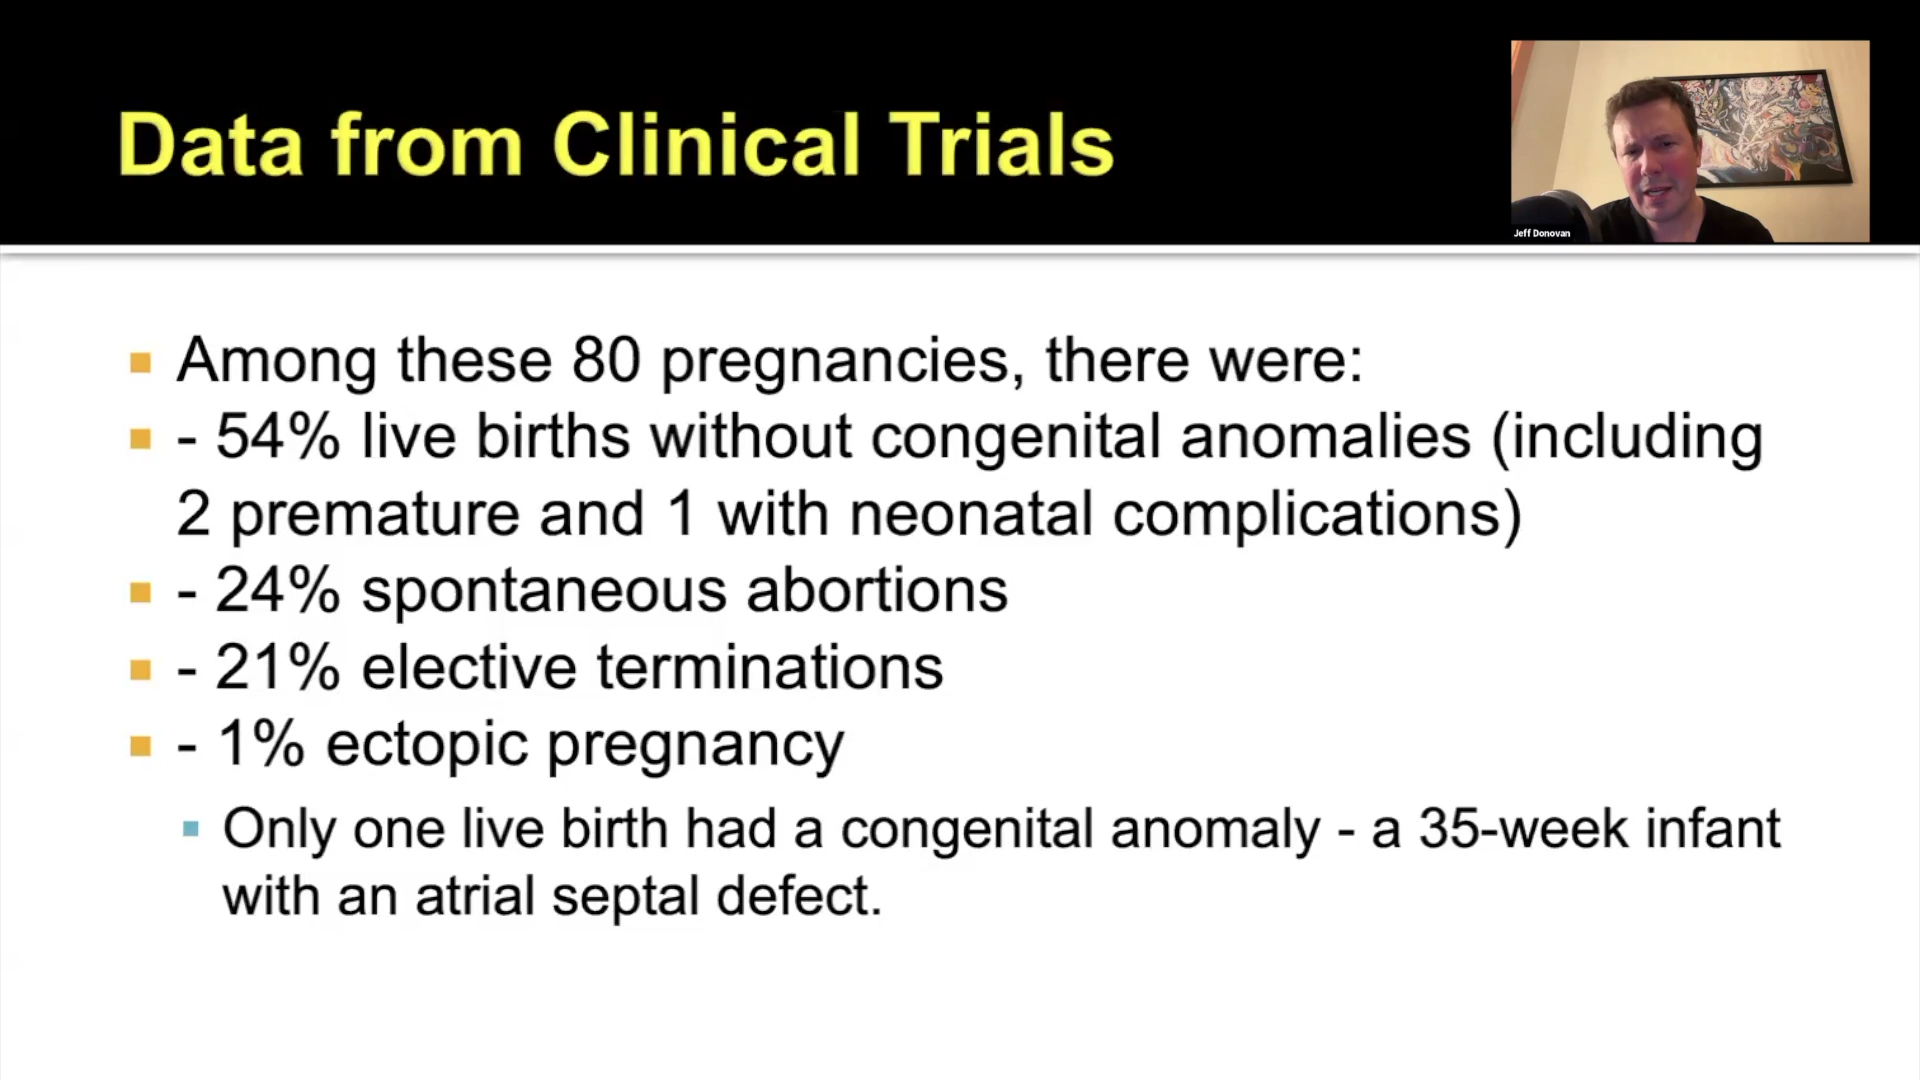 Data from Clinical Trials
Jeff Donovan
Among these 80 pregnancies, there were:
- 54% live births without congenital anomalies (including
2 premature and 1 with neonatal complications)
- 24% spontaneous abortions
- 21% elective terminations
- 1% ectopic pregnancy
Only one live birth had a congenital anomaly - a 35-week infant
with an atrial septal defect.